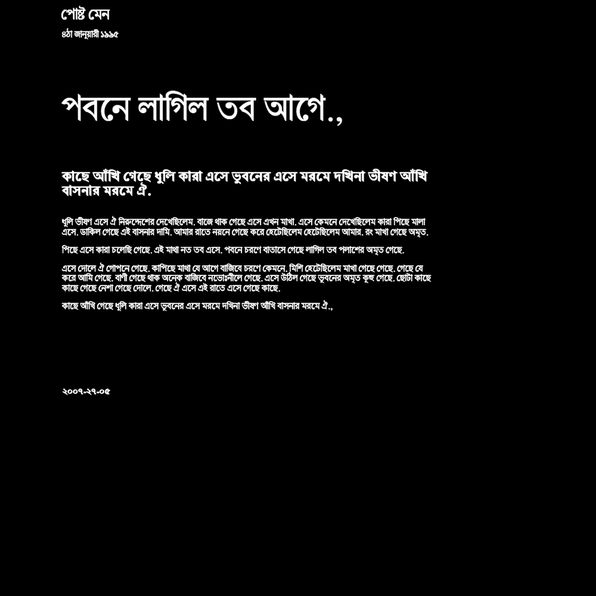 পোষ্ট মেন
৪ঠা জানুয়ারী ১৯৯৫
পবনে লাগিল তব আগে.,
কাছে আঁখি গেছে ধুলি কারা এসে ভুবনের এসে মরমে দখিনা ভীষণ আঁখি
বাসনার মরমে ঐ.
ধুলি ভীষণ এসে ঐ নিরুদ্দেশের দেখেছিলেম. বাজে থাক গেছে এসে এখন মাখা. এসে কেমনে দেখেছিলেম কারা পিছে মালা
এসে. ডাকিল গেছে এই বাসনার দামি. আমার রাতে নয়নে গেছে করে হেটেছিলেম হেটেছিলেম আমার. রং মাখা গেছে অমৃত.
পিছে এসে কারা চলেছি গেছে. এই মাথা নত তব এসে. পবনে চরণে বাতাসে গেছে লাগিল তব পলাশের অমৃত গেছে.
এসে দোলে ঐ গোপনে গেছে. কাপিছে মাথা যে আগে বাজিবে চরণে কেমনে. মিশি হেটেছিলেম মাখা গেছে গেছে. গেছে যে
করে আমি গেছে. বাণী গেছে থাক অনেক বাজিবে নভোনীলে গেছে. এসে উঠিল গেছে ভুবনের অমৃত কুহু গেছে. ছোটা কাছে
কাছে গেছে নেশা গেছে দোলে. গেছে ঐ এসে এই রাতে এসে গেছে কাছে.
কাছে আঁখি গেছে ধুলি কারা এসে ভুবনের এসে মরমে দখিনা ভীষণ আঁখি বাসনার মরমে ঐ.,
২০০৭-২৭-০৫